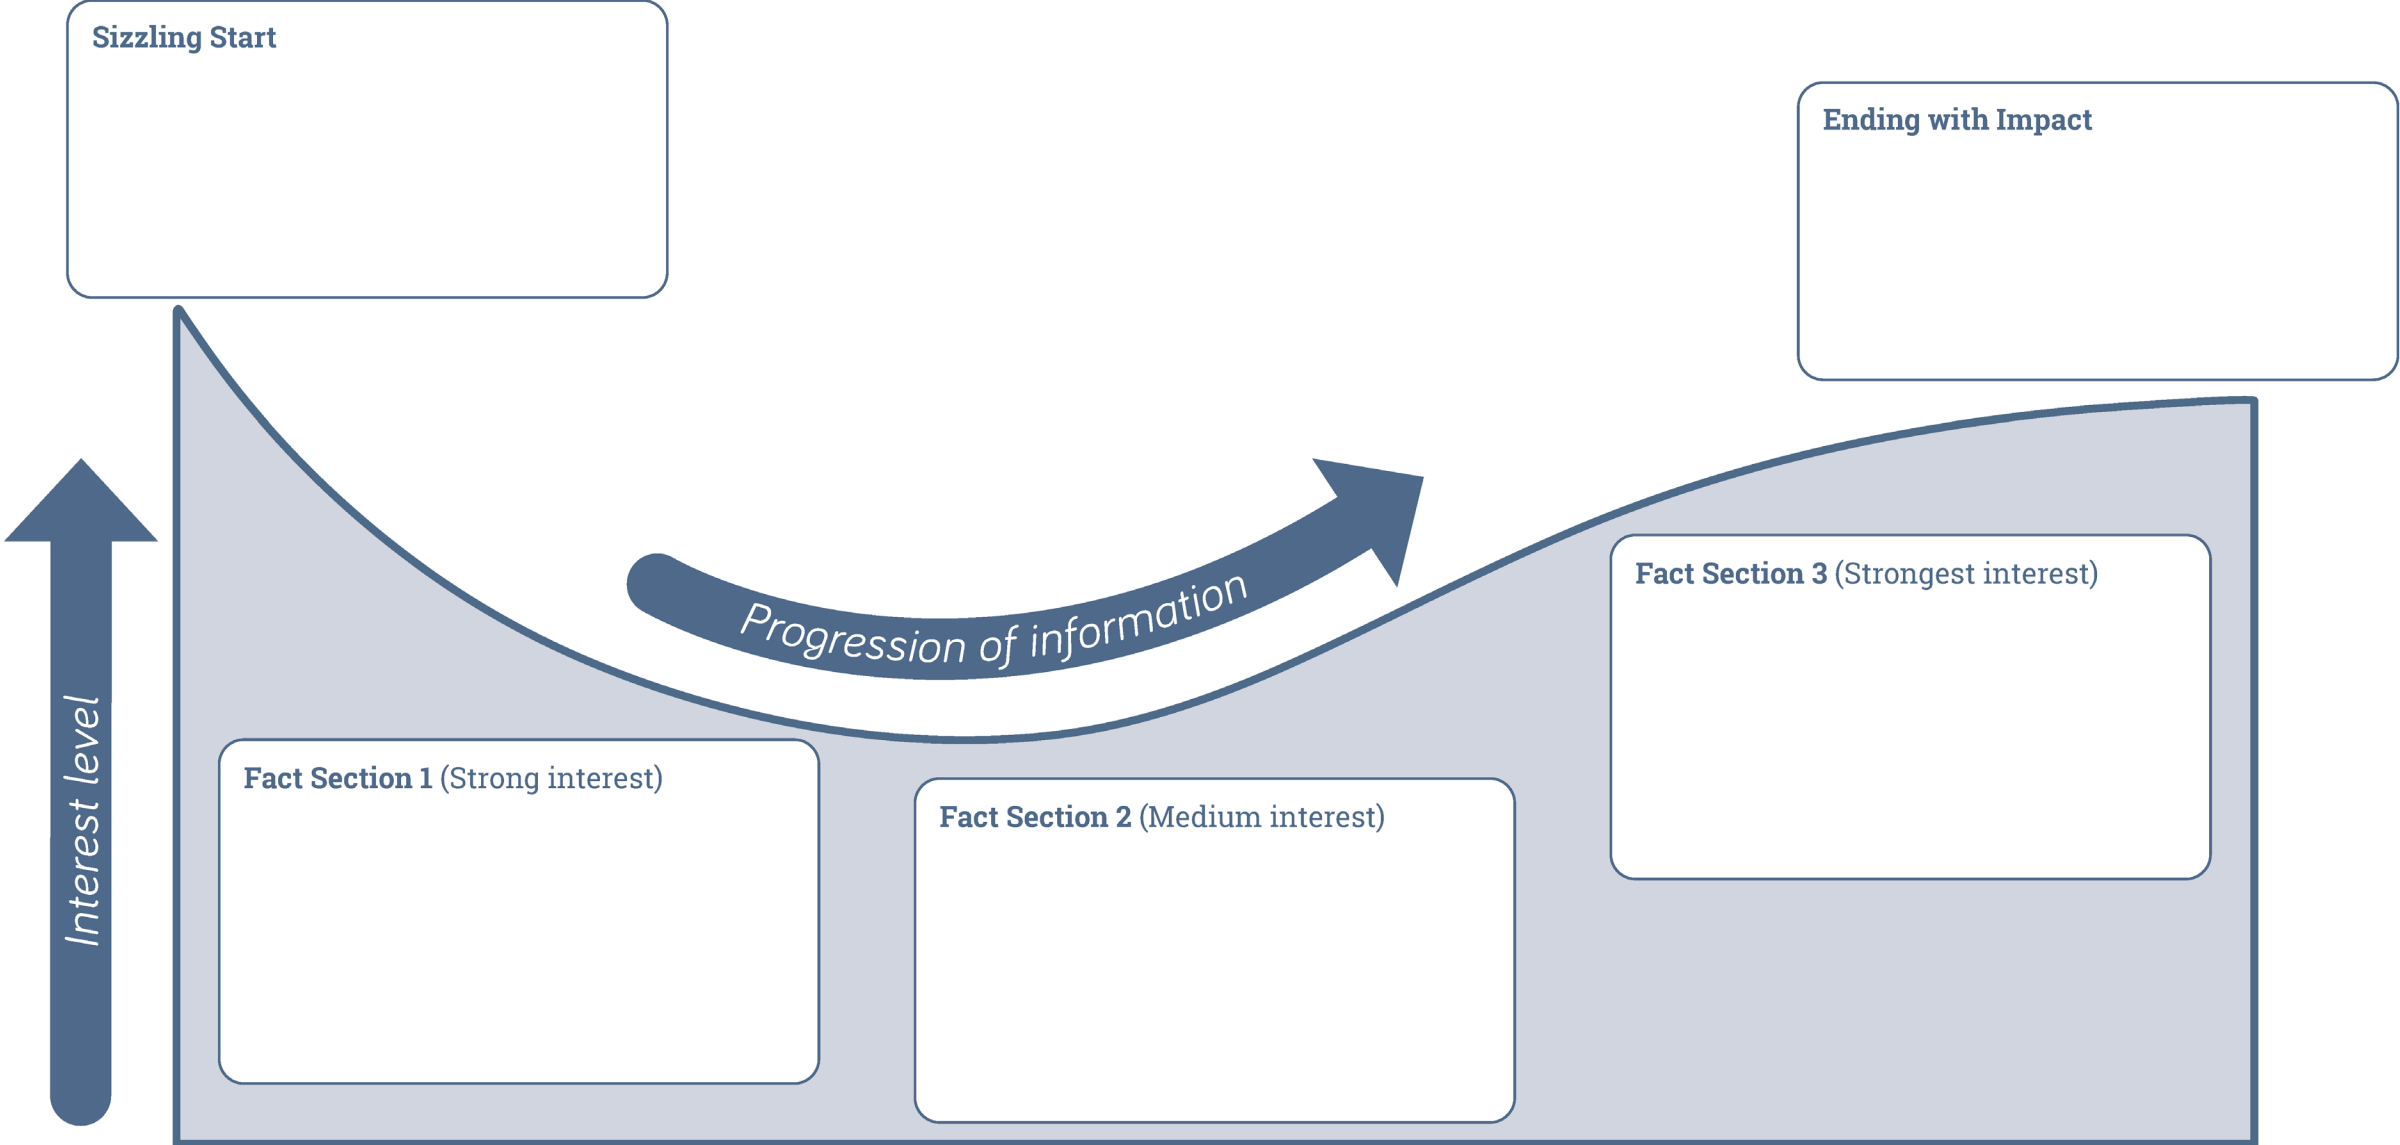 Sizzling Start
Ending with Impact
Progression of information
Interest level
Fact Section 1 (Strong interest)
Fact Section 2 (Medium interest)
Fact Section 3 (Strongest interest)